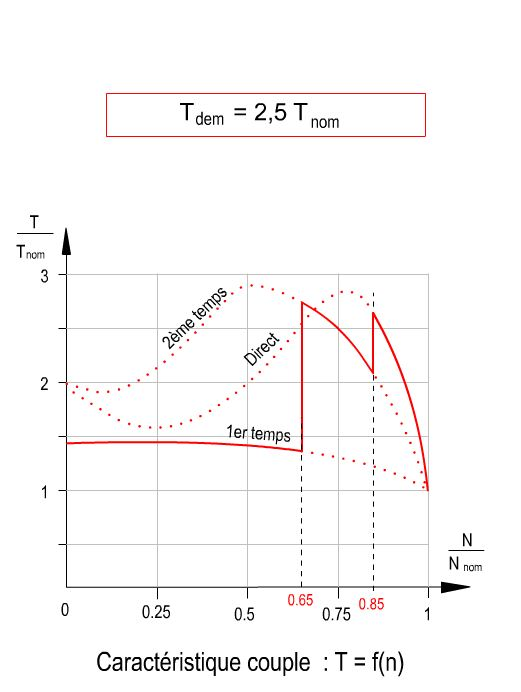 Tdem = 2,5 Tnom
T
Tnom
3
2ème temps
Direct
2
1er temps
1
N
N nom
0.65
0.85
0
0.25
0.5
0.75
1
Caractéristique couple : T = f(n)